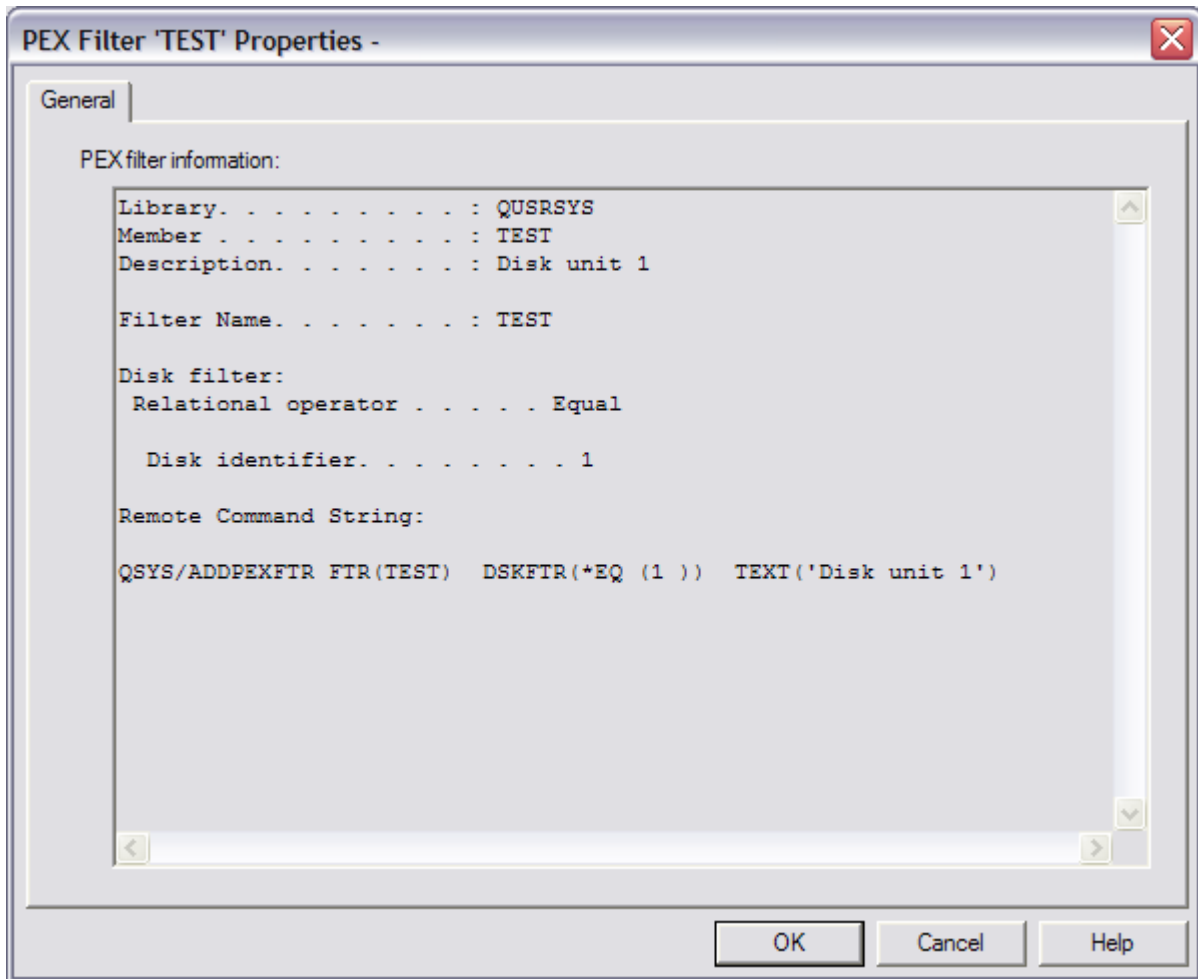 PEX Filter 'TEST' Properties -
General
PEX filter information:
Library. . . . . . . . . : QUSRSYS
Member . . . . . . . . . : TEST
Description. . . . . . . : Disk unit 1
Filter Name. . . . . . . : TEST
Disk filter:
Relational operator . . . . . Equal
Disk identifier. . . . . . . . 1
Remote Command String:
QSYS/ADDPEXFTR FTR(TEST)  DSKFTR(*EQ (1 ))  TEXT('Disk unit 1')
OK Cancel Help